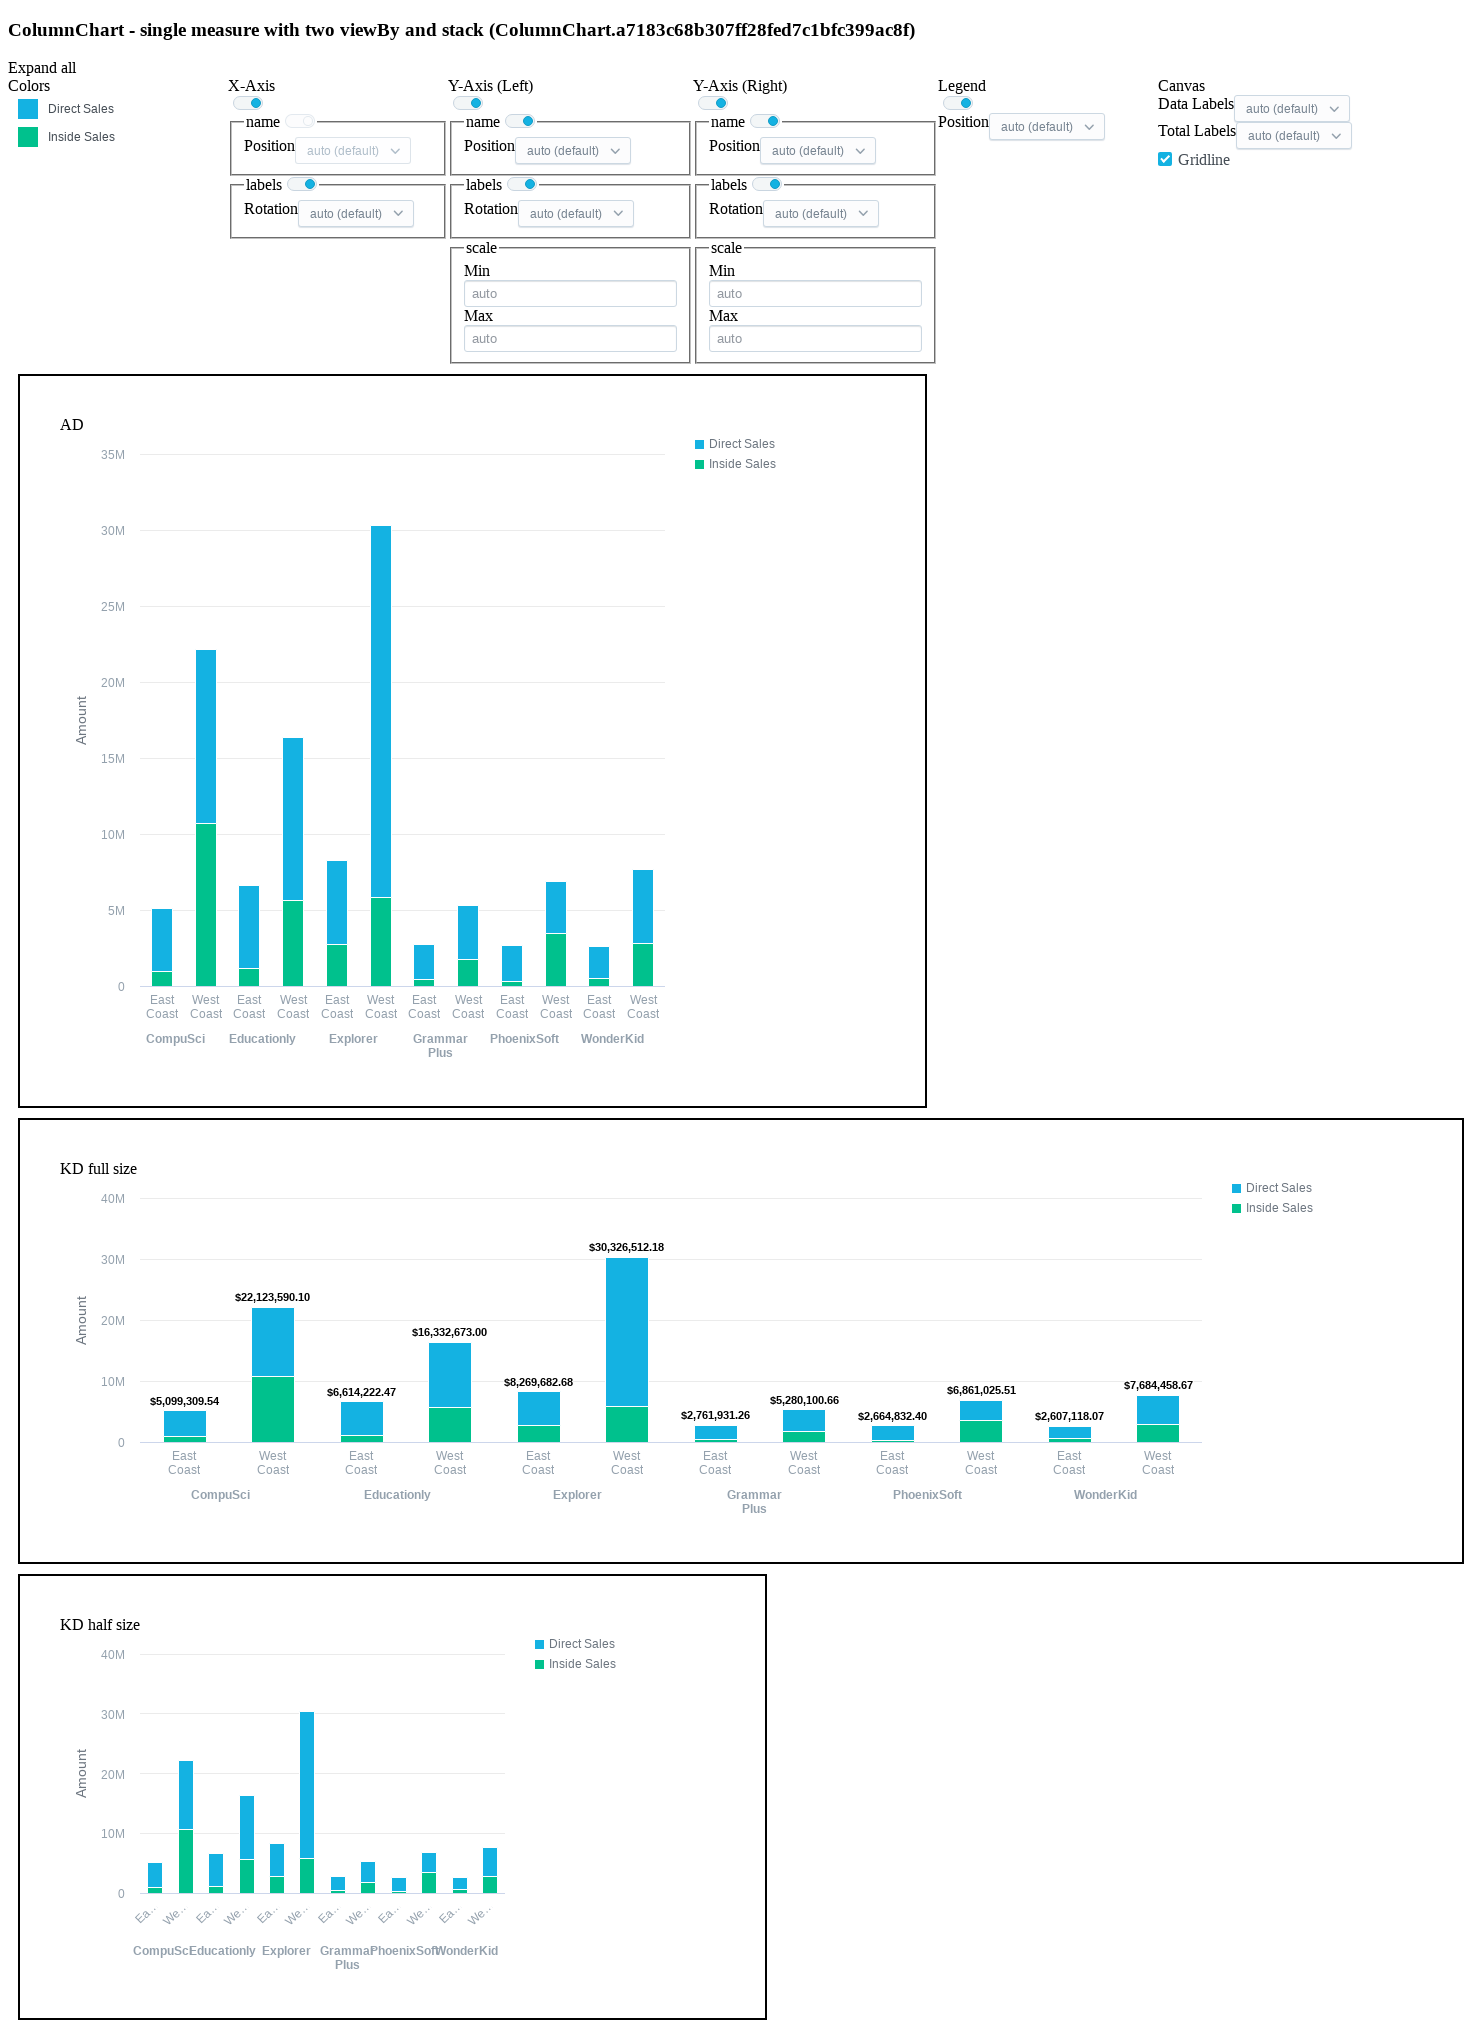 ColumnChart - single measure with two viewBy and stack (ColumnChart.a7183c68b307ff28fed7c1bfc399ac8f)
Expand all
Colors
Direct Sales
Inside Sales
X-Axis
name
Position auto (default)
labels
Rotation auto (default)
Y-Axis (Left)
name
Position auto (default)
labels
Rotation auto (default)
scale
Min
auto
Max
auto
Y-Axis (Right)
name
Position auto (default)
labels
Rotation auto (default)
scale
Min
auto
Max
auto
Legend
Position auto (default)
Canvas
Data Labels auto (default)
Total Labels auto (default)
Gridline
AD
Direct Sales
Inside Sales
Amount
35M
30M
25M
20M
15M
10M
5M
0
East Coast West Coast East Coast West Coast East Coast West Coast East Coast West Coast East Coast West Coast East Coast West Coast
CompuSci Educationly Explorer Grammar Plus PhoenixSoft WonderKid
KD full size
Direct Sales
Inside Sales
Amount
40M
30M
20M
10M
0
$5,099,309.54
$22,123,590.10
$6,614,222.47
$16,332,673.00
$8,269,682.68
$30,326,512.18
$2,761,931.26
$5,280,100.66
$2,664,832.40
$6,861,025.51
$2,607,118.07
$7,684,458.67
East Coast West Coast East Coast West Coast East Coast West Coast East Coast West Coast East Coast West Coast East Coast West Coast
CompuSci Educationly Explorer Grammar Plus PhoenixSoft WonderKid
KD half size
Direct Sales
Inside Sales
Amount
40M
30M
20M
10M
0
Ea.. We.. Ea.. We.. Ea.. We.. Ea.. We.. Ea.. We.. Ea.. We..
CompuSci Educationly Explorer Grammar Plus PhoenixSoft WonderKid